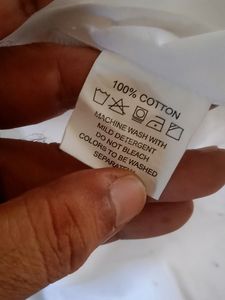 100% COTTON
MACHINE WASH WITH
MILD DETERGENT
DO NOT BLEACH
COLORS TO BE WASHED